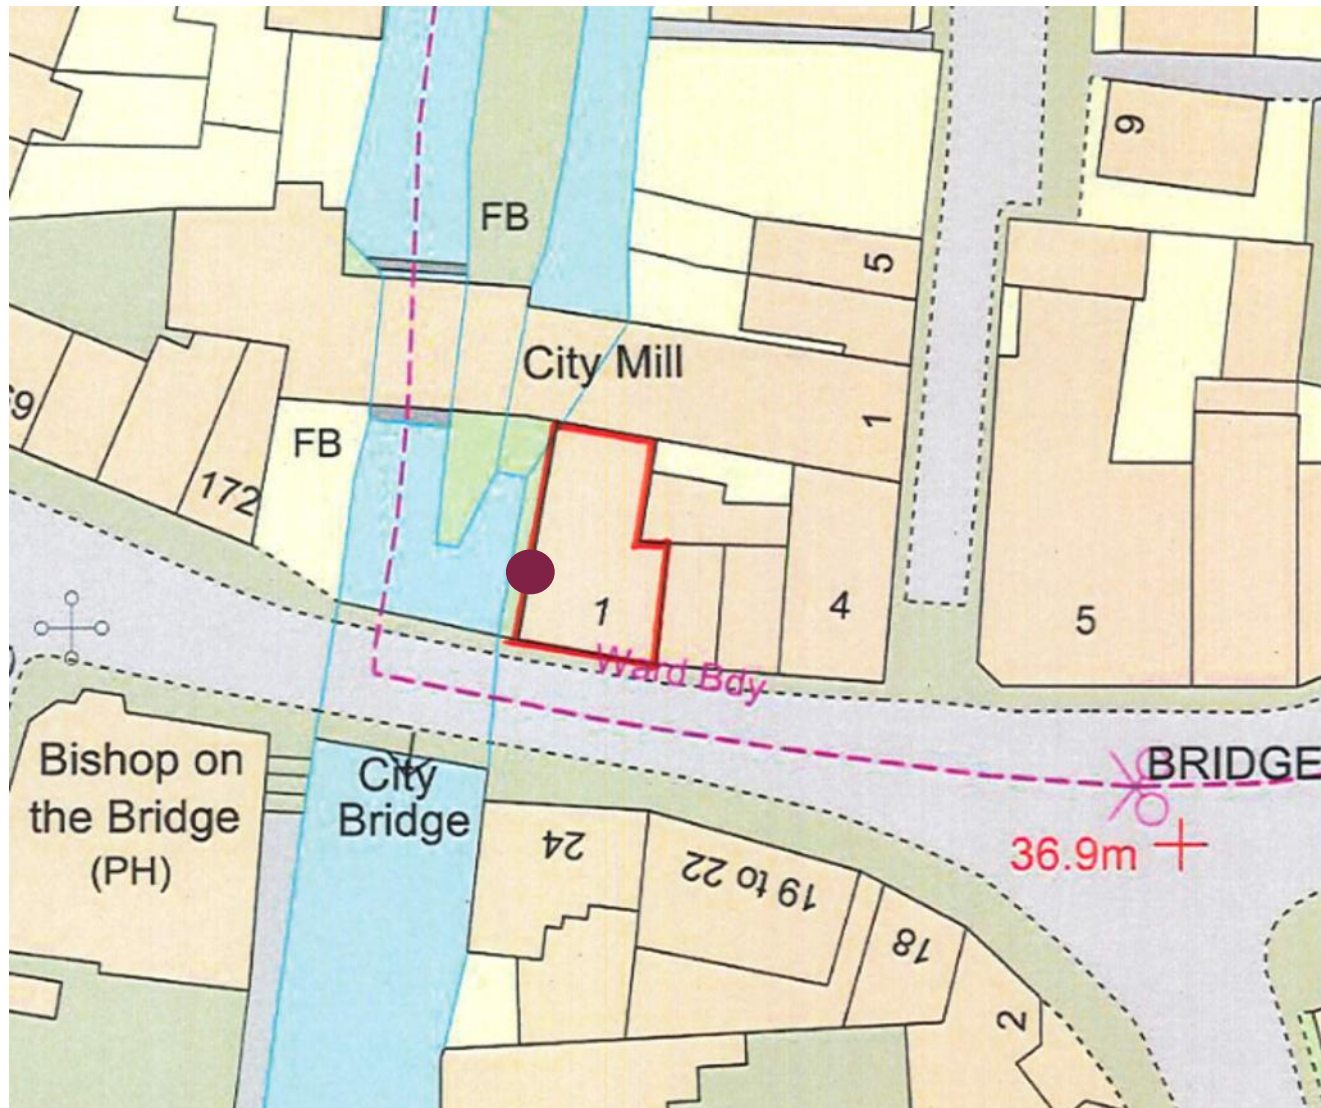 9
FB
5
City Mill
69
1
FB
172
1
4
5
Ward Bdy
Bishop on
the Bridge
(PH)
City
Bridge
BRIDGE
36.9m
24
19 to 22
18
2